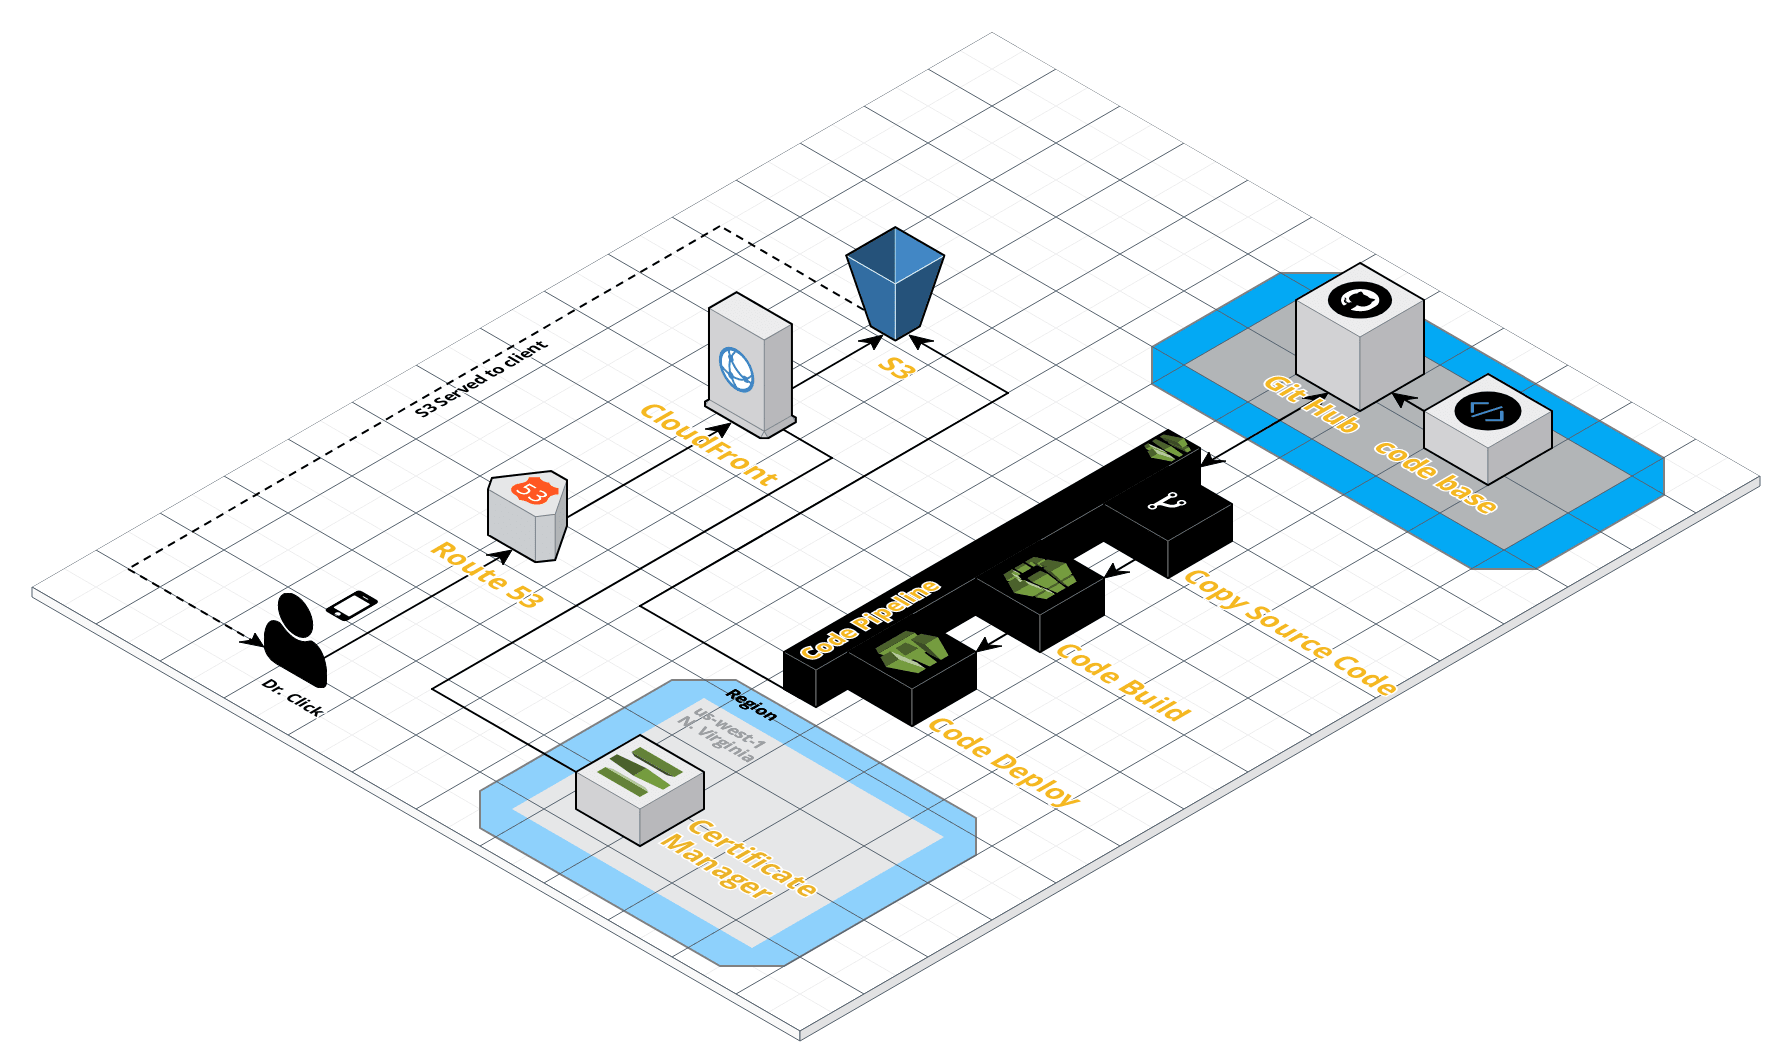 S3
S3 Served to client
CloudFront
53
Route 53
Dr. Click
Git Hub
</>
code base
Code Pipeline
Copy Source Code
Code Build
Code Deploy
Region
us-west-1
N. Virginia
Certificate
Manager